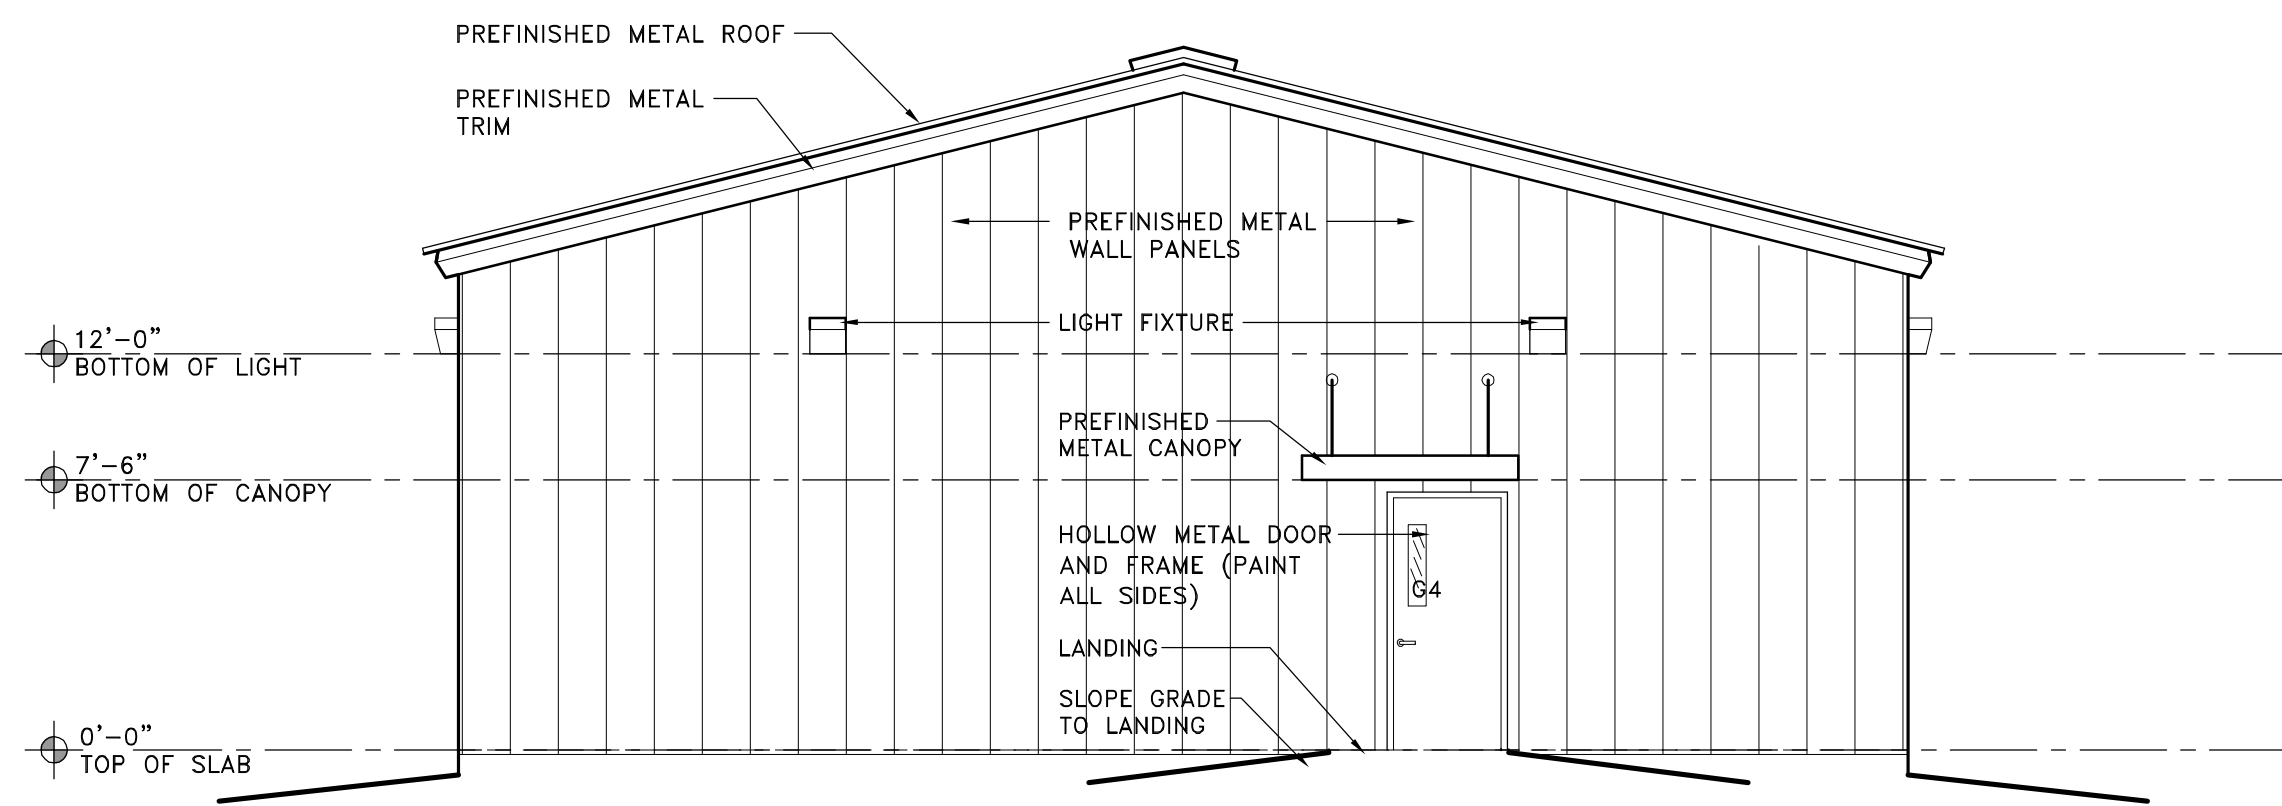 PREFINISHED METAL ROOF
PREFINISHED METAL
TRIM
PREFINISHED METAL
WALL PANELS
LIGHT FIXTURE
12'-0"
BOTTOM OF LIGHT
PREFINISHED
METAL CANOPY
7'-6"
BOTTOM OF CANOPY
HOLLOW METAL DOOR
AND FRAME (PAINT
ALL SIDES)
G4
LANDING
SLOPE GRADE
TO LANDING
0'-0"
TOP OF SLAB